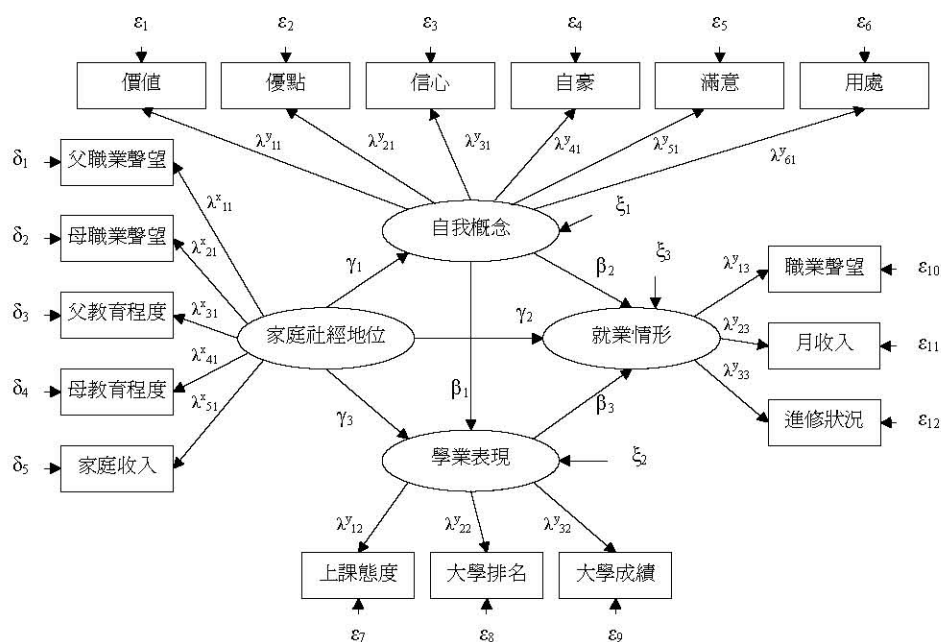 ε1 ε2 ε3 ε4 ε5 ε6
價值 優點 信心 自豪 滿意 用處
λy11 λy21 λy31 λy41 λy51 λy61
δ1 父職業聲望
λx11
自我概念 ξ1
δ2 母職業聲望
λx21
γ1 β2 ξ3 λy13 職業聲望 ε10
δ3 父教育程度
λx31
家庭社經地位 γ2 就業情形 λy23 月收入 ε11
λx41
λy33
δ4 母教育程度
λx51
β1 β3
γ3
進修狀況 ε12
δ5 家庭收入
學業表現 ξ2
λy12 λy22 λy32
上課態度 大學排名 大學成績
ε7 ε8 ε9